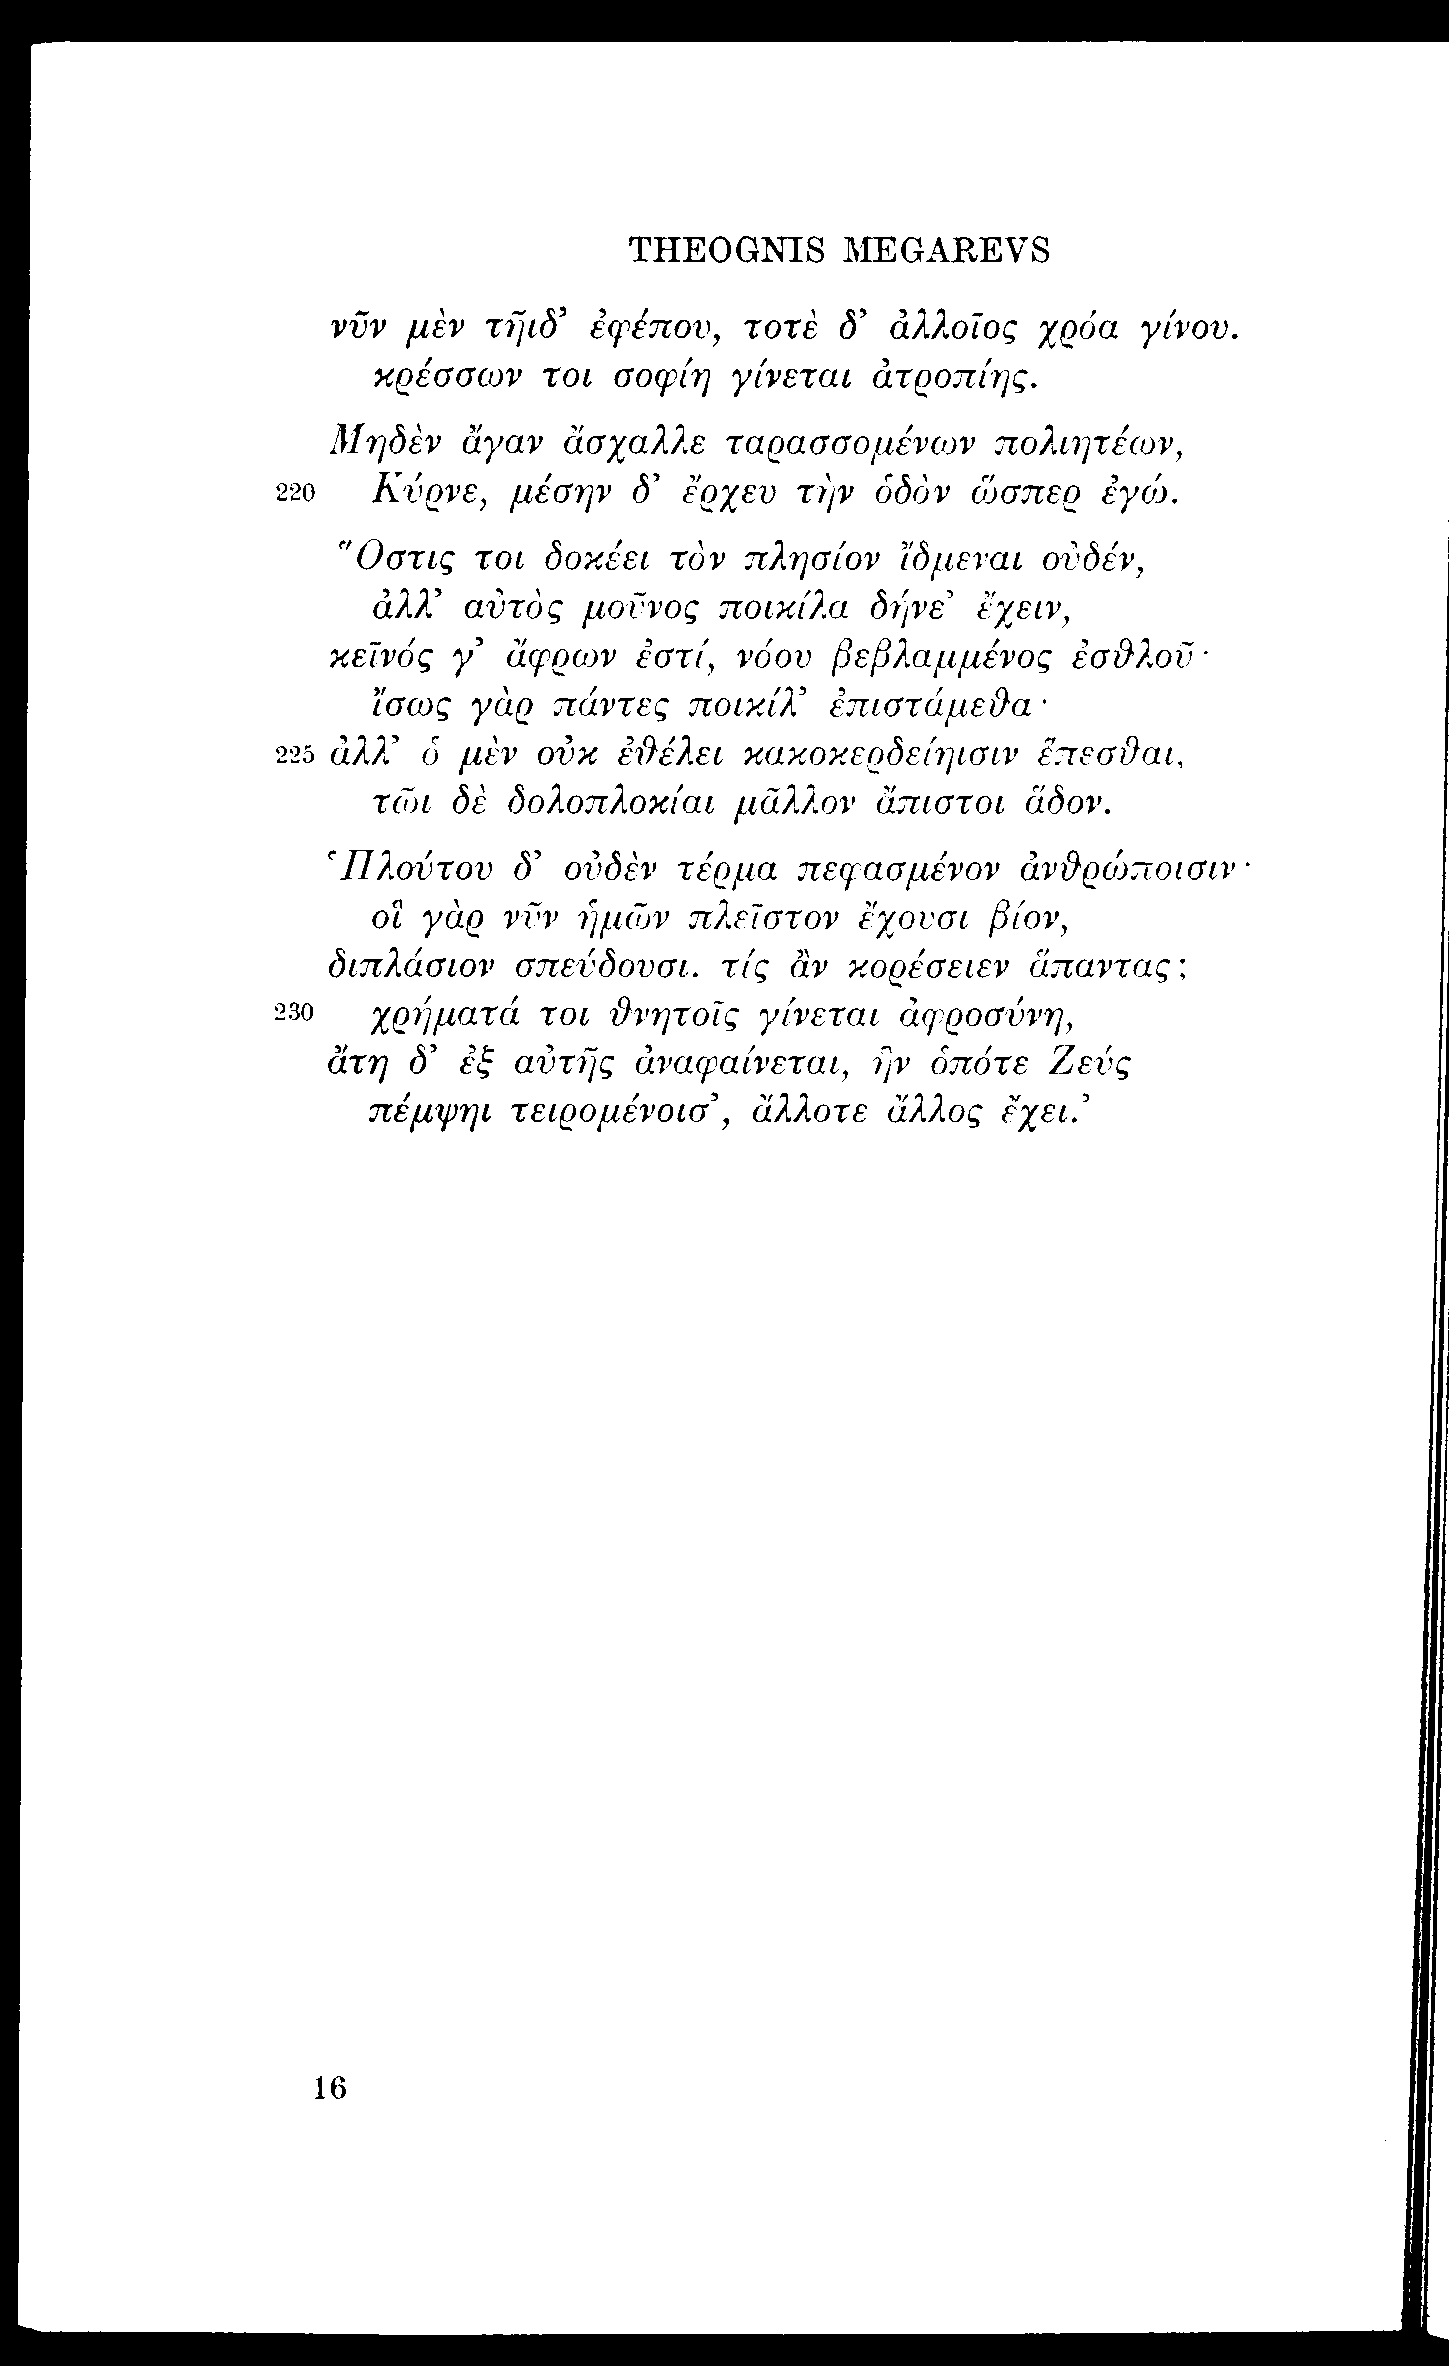 THEOGNIS MEGAREVS
νῦν μὲν τῆιδ’ ἐφέπου, τοτὲ δ’ ἀλλοῖος χρόα γίνου.
κρέσσων τοι σοφίη γίνεται ἀτροπίης.
Μηδὲν ἄγαν ἄσχαλλε ταρασσομένων πολιητέων,
220 Κύρνε, μέσην δ’ ἔρχευ τὴν ὁδὸν ὥσπερ ἐγώ.
Ὅστις τοι δοκέει τὸν πλησίον ἴδμεναι οὐδέν,
ἀλλ’ αὐτὸς μοῦνος ποικίλα δήνε’ ἔχειν,
κεῖνός γ’ ἄφρων ἐστί, νόου βεβλαμμένος ἐσθλοῦ·
ἴσως γὰρ πάντες ποικίλ’ ἐπιστάμεθα·
225 ἀλλ’ ὁ μὲν οὐκ ἐθέλει κακοκερδείηισιν ἕπεσθαι,
τῶι δὲ δολοπλοκίαι μᾶλλον ἄπιστοι ἅδον.
‘Πλούτου δ’ οὐδὲν τέρμα πεφασμένον ἀνθρώποισιν·
οἳ γὰρ νῦν ἡμῶν πλεῖστον ἔχουσι βίον,
διπλάσιον σπεύδουσι. τίς ἂν κορέσειεν ἅπαντας;
230 χρήματά τοι θνητοῖς γίνεται ἀφροσύνη,
ἄτη δ’ ἐξ αὐτῆς ἀναφαίνεται, ἣν ὁπότε Ζεύς
πέμψηι τειρομένοισ’, ἄλλοτε ἄλλος ἔχει.’
16